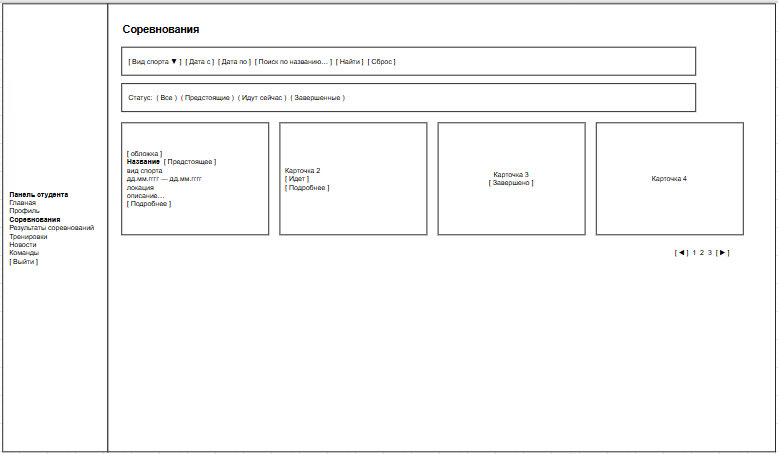 Соревнования
[ Вид спорта ▼ ] [ Дата с ] [ Дата по ] [ Поиск по названию... ] [ Найти ] [ Сброс ]
Статус: ( Все ) ( Предстоящие ) ( Идут сейчас ) ( Завершенные )
[ обложка ]
Название [ Предстоящее ]
вид спорта
дд.мм.гггг — дд.мм.гггг
локация
описание...
[ Подробнее ]
Карточка 2
[ Идет ]
[ Подробнее ]
Карточка 3
[ Завершено ]
Карточка 4
[ ◄ ] 1 2 3 [ ► ]
Панель студента
Главная
Профиль
Соревнования
Результаты соревнований
Тренировки
Новости
Команды
[ Выйти ]